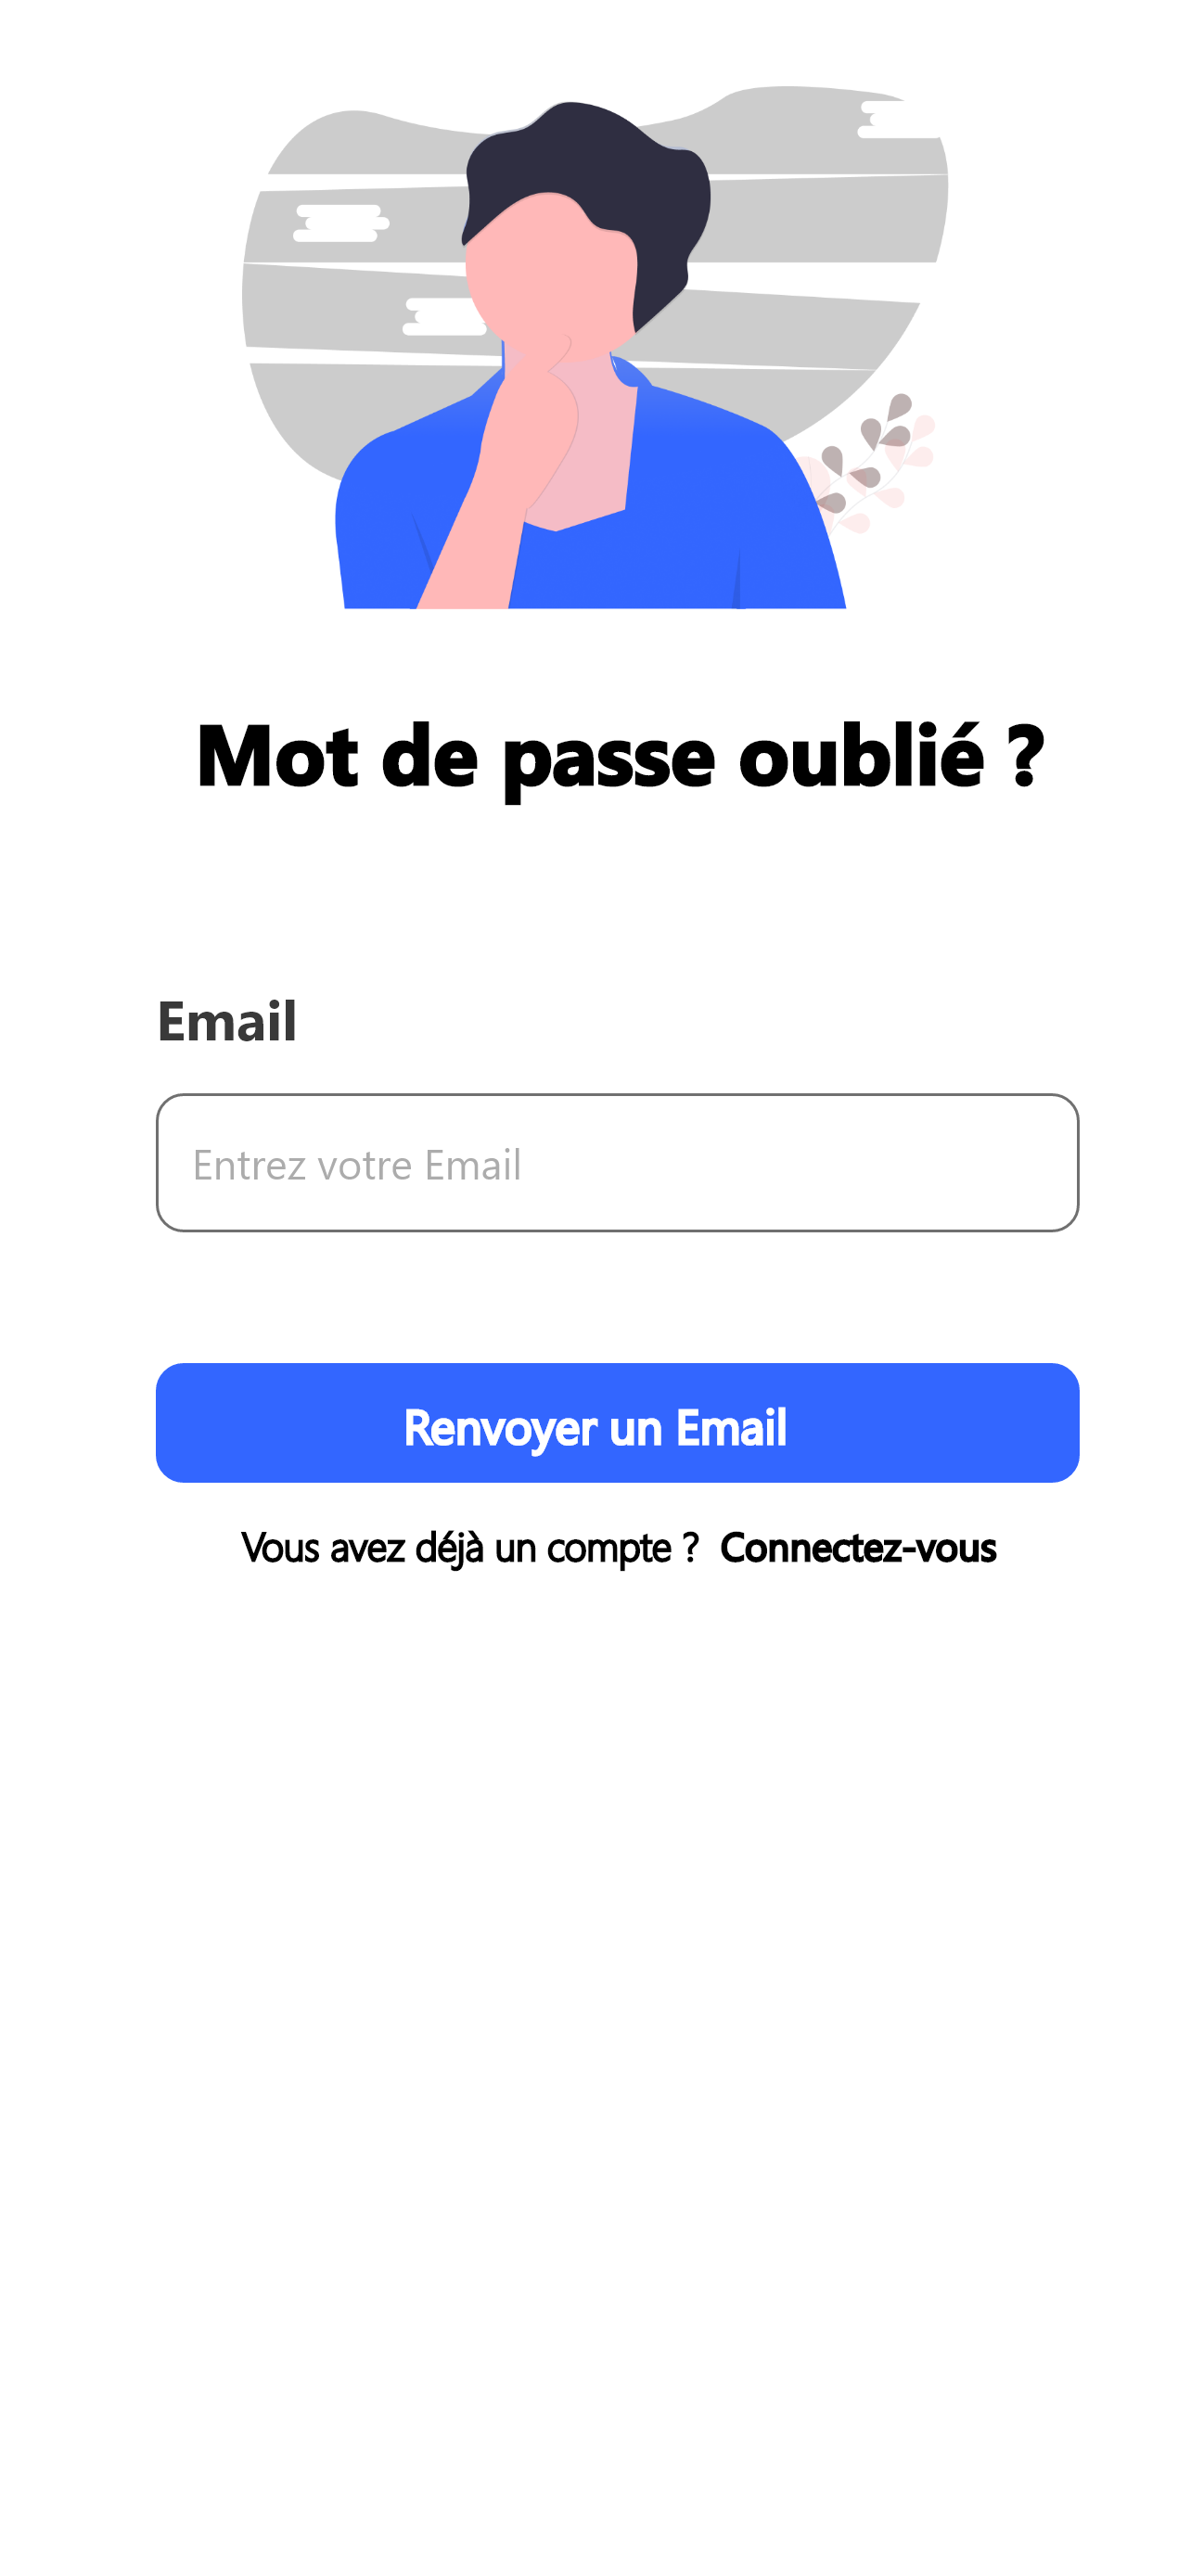 Mot de passe oublié ?
Email
Entrez votre Email
Renvoyer un Email
Vous avez déjà un compte ? Connectez-vous